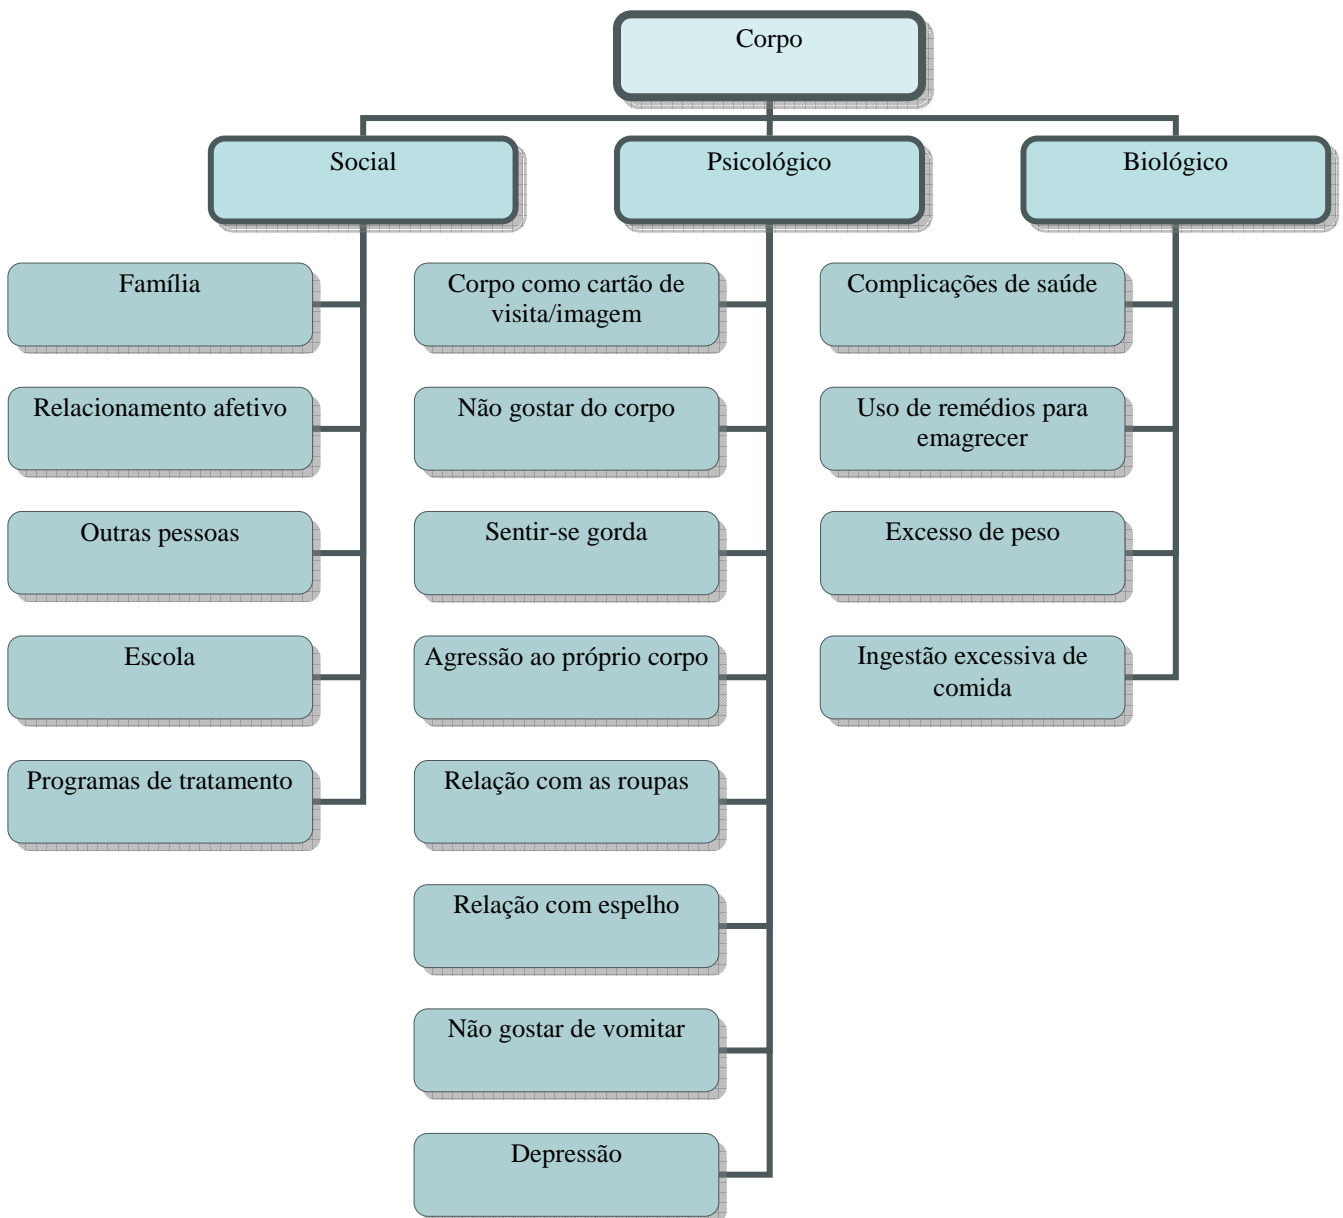 Corpo
Social
Psicológico
Biológico
Família
Relacionamento afetivo
Outras pessoas
Escola
Programas de tratamento
Corpo como cartão de
visita/imagem
Não gostar do corpo
Sentir-se gorda
Agressão ao próprio corpo
Relação com as roupas
Relação com espelho
Não gostar de vomitar
Depressão
Complicações de saúde
Uso de remédios para
emagrecer
Excesso de peso
Ingestão excessiva de
comida